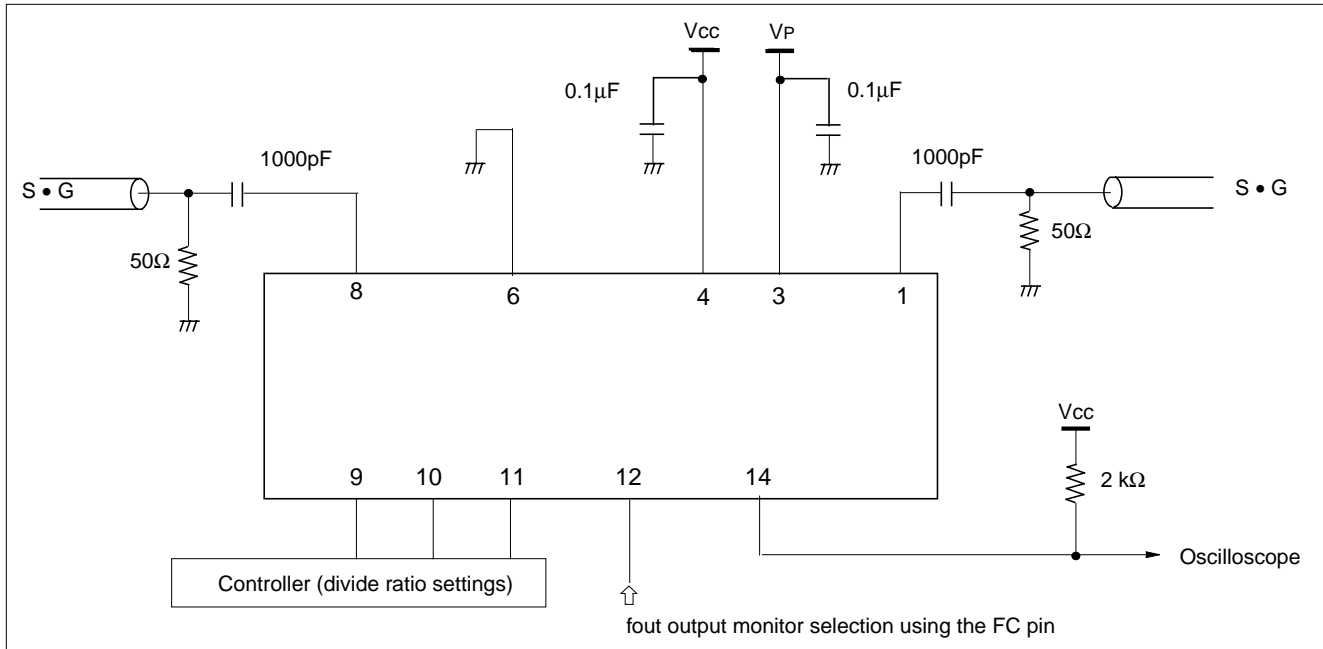 Vcc
VP
0.1μF
0.1μF
1000pF
1000pF
S • G
S • G
50Ω
50Ω
8
6
4
3
1
Vcc
9
10
11
12
14
2 kΩ
Oscilloscope
Controller (divide ratio settings)
fout output monitor selection using the FC pin